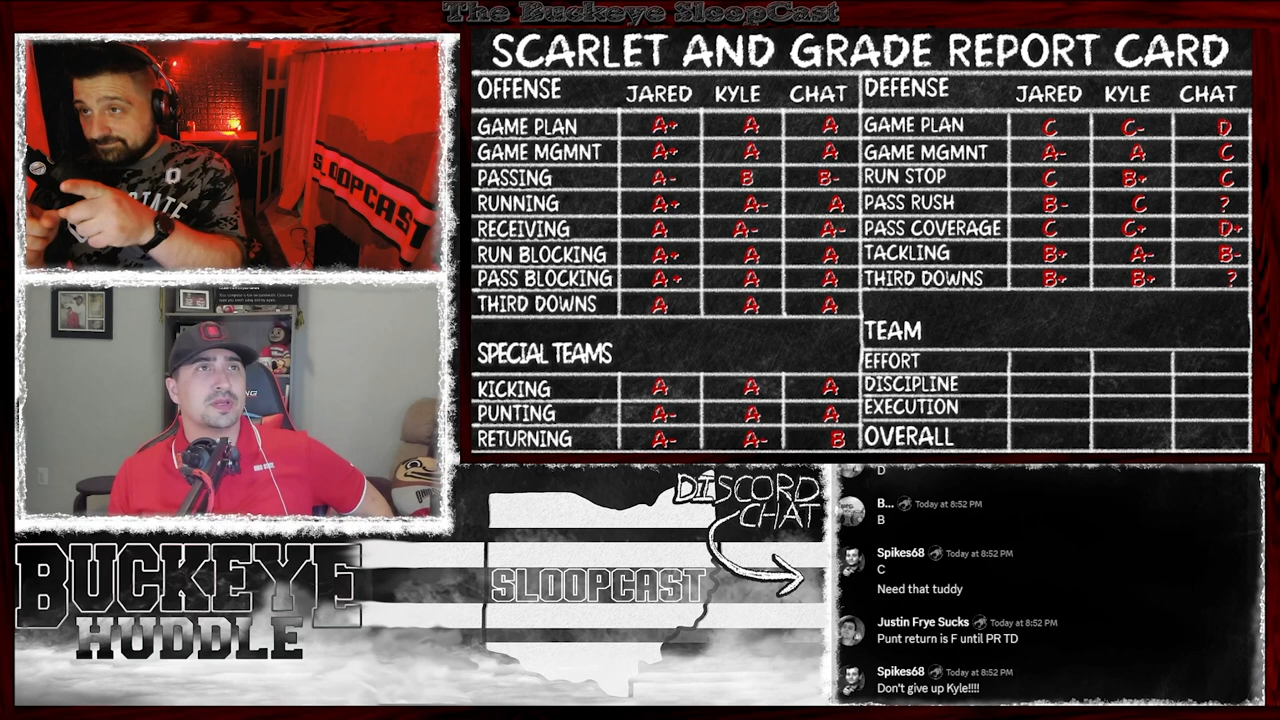 The Buckeye SloopCast
SCARLET AND GRADE REPORT CARD
OFFENSE JARED KYLE CHAT
GAME PLAN A+ A A
GAME MGMNT A+ A A
PASSING A- B B-
RUNNING A+ A- A
RECEIVING A A- A-
RUN BLOCKING A+ A A
PASS BLOCKING A+ A A
THIRD DOWNS A A A
SPECIAL TEAMS
KICKING A A A
PUNTING A- A A
RETURNING A- A- B
DEFENSE JARED KYLE CHAT
GAME PLAN C C- D
GAME MGMNT A- A C
RUN STOP C B+ C
PASS RUSH B- C ?
PASS COVERAGE C C+ D+
TACKLING B+ A- B-
THIRD DOWNS B+ B+ ?
TEAM
EFFORT
DISCIPLINE
EXECUTION
OVERALL
SLOOPCAST
BUCKEYE
HUDDLE
SLOOPCAST
DISCORD
CHAT
D
B... Today at 8:52 PM
B
Spikes68 Today at 8:52 PM
C
Need that tuddy
Justin Frye Sucks Today at 8:52 PM
Punt return is F until PR TD
Spikes68 Today at 8:52 PM
Don't give up Kyle!!!!